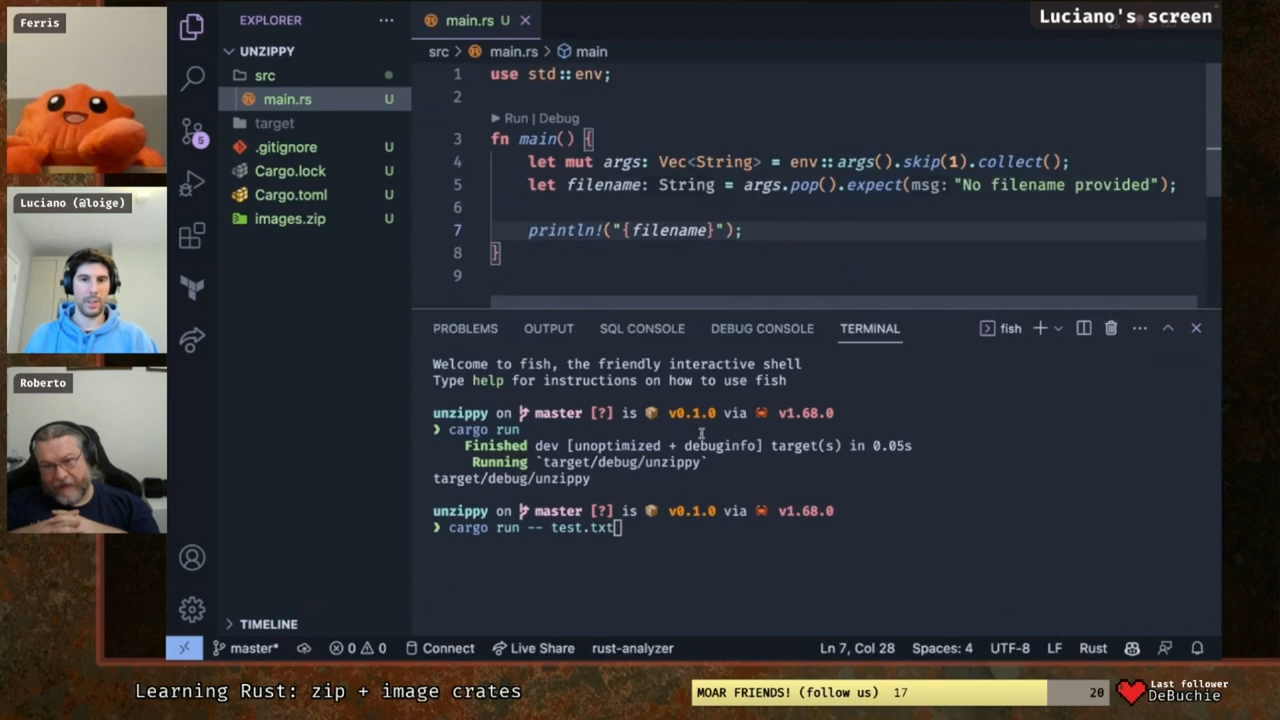 Ferris
Luciano (@loige)
Roberto
EXPLORER
UNZIPPY
src
main.rs U
target
.gitignore U
Cargo.lock U
Cargo.toml U
images.zip U
TIMELINE
5
main.rs U
Luciano's screen
src > main.rs > main
1 use std::env;
2
Run | Debug
3 fn main() {
4 let mut args: Vec<String> = env::args().skip(1).collect();
5 let filename: String = args.pop().expect(msg: "No filename provided");
6
7 println!("{filename}");
8 }
9
PROBLEMS OUTPUT SQL CONSOLE DEBUG CONSOLE TERMINAL fish
Welcome to fish, the friendly interactive shell
Type help for instructions on how to use fish
unzippy on master [?] is 📦 v0.1.0 via 🦀 v1.68.0
❯ cargo run
Finished dev [unoptimized + debuginfo] target(s) in 0.05s
Running `target/debug/unzippy`
target/debug/unzippy
unzippy on master [?] is 📦 v0.1.0 via 🦀 v1.68.0
❯ cargo run -- test.txt
master* 0 0 Connect Live Share rust-analyzer Ln 7, Col 28 Spaces: 4 UTF-8 LF Rust
Learning Rust: zip + image crates
MOAR FRIENDS! (follow us) 17 20
Last follower
DeBuchie